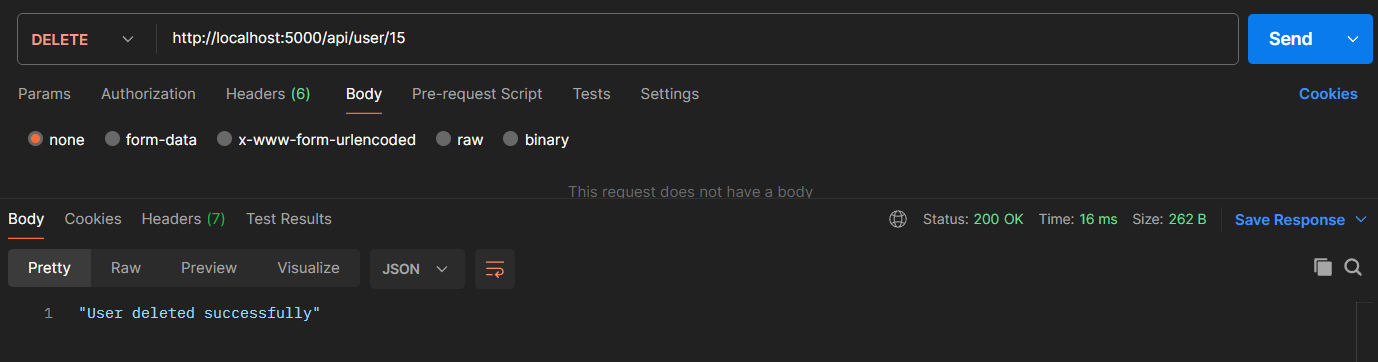 DELETE http://localhost:5000/api/user/15 Send
Params Authorization Headers (6) Body Pre-request Script Tests Settings Cookies
none form-data x-www-form-urlencoded raw binary
This request does not have a body
Body Cookies Headers (7) Test Results Status: 200 OK Time: 16 ms Size: 262 B Save Response
Pretty Raw Preview Visualize JSON
1 "User deleted successfully"